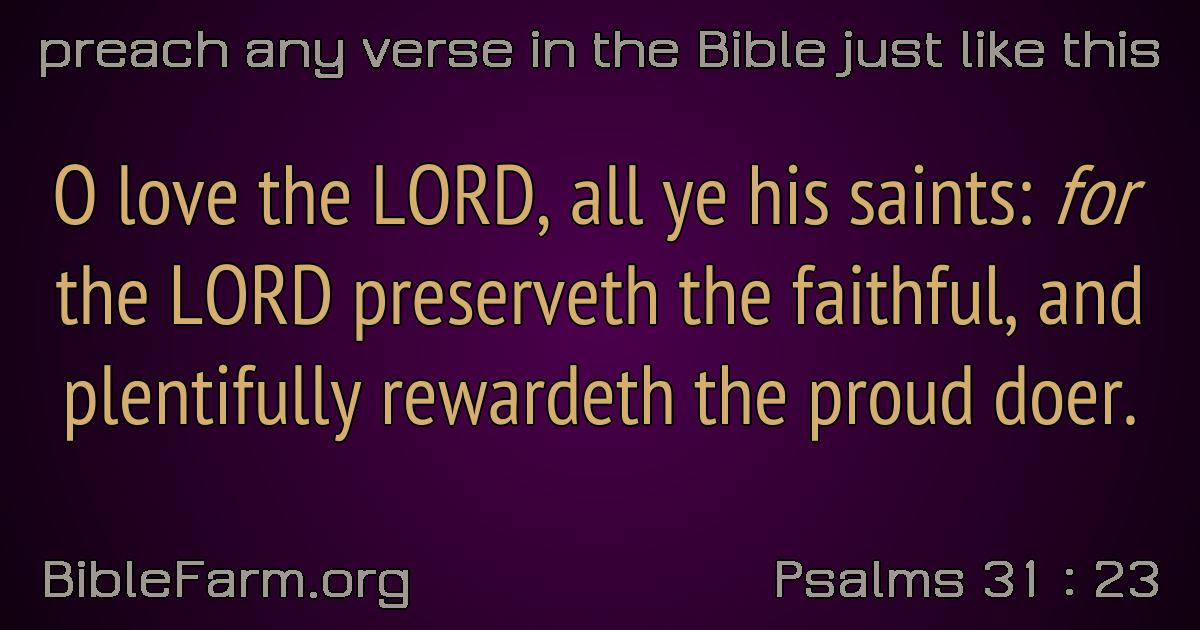 preach any verse in the Bible just like this
O love the LORD, all ye his saints: for
the LORD preserveth the faithful, and
plentifully rewardeth the proud doer.
BibleFarm.org
Psalms 31 : 23